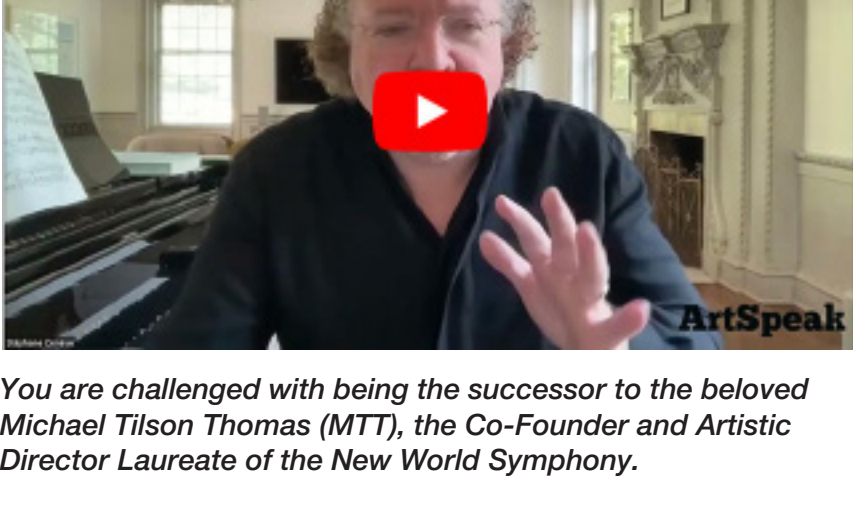 ArtSpeak
You are challenged with being the successor to the beloved
Michael Tilson Thomas (MTT), the Co-Founder and Artistic
Director Laureate of the New World Symphony.